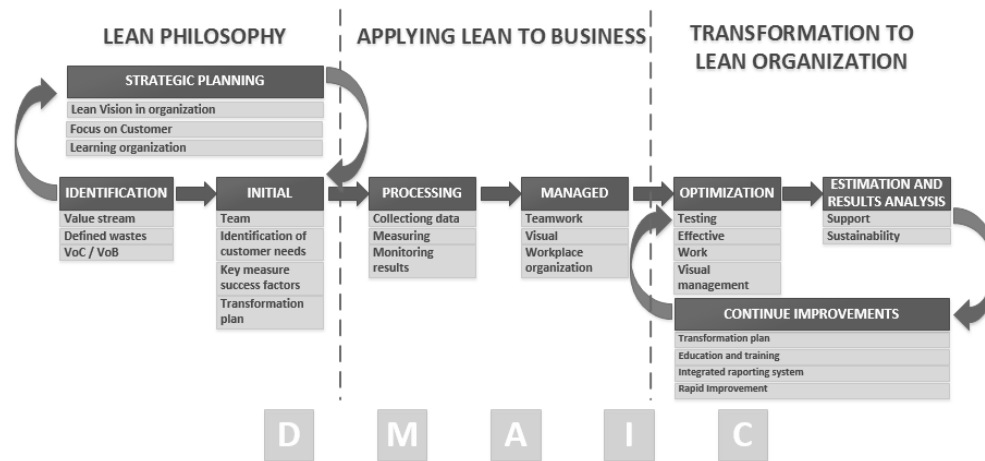 LEAN PHILOSOPHY
APPLYING LEAN TO BUSINESS
TRANSFORMATION TO
LEAN ORGANIZATION
STRATEGIC PLANNING
Lean Vision in organization
Focus on Customer
Learning organization
IDENTIFICATION
Value stream
Defined wastes
VoC / VoB
INITIAL
Team
Identification of
customer needs
Key measure
success factors
Transformation
plan
PROCESSING
Collectiong data
Measuring
Monitoring
results
MANAGED
Teamwork
Visual
Workplace
organization
OPTIMIZATION
Testing
Effective
Work
Visual
management
ESTIMATION AND
RESULTS ANALYSIS
Support
Sustainability
CONTINUE IMPROVEMENTS
Transformation plan
Education and training
Integrated reporting system
Rapid Improvement
D M A I C